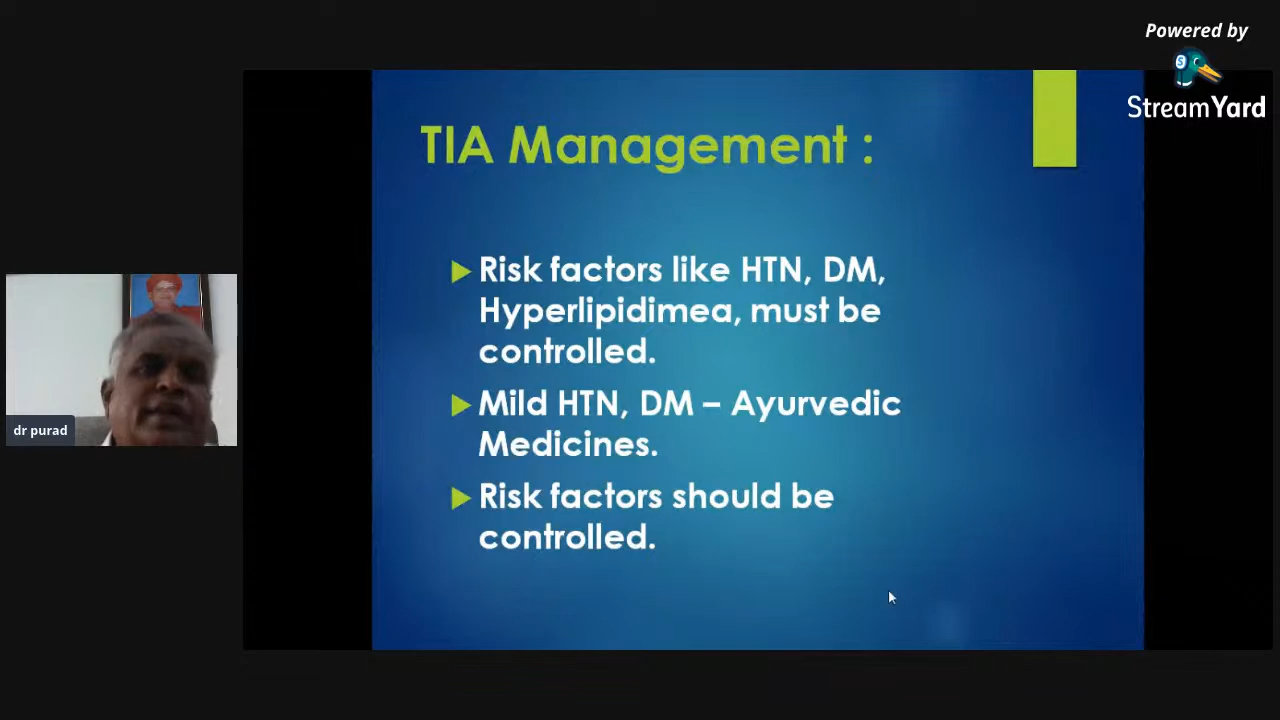 Powered by
StreamYard
TIA Management :
Risk factors like HTN, DM,
Hyperlipidimea, must be
controlled.
Mild HTN, DM – Ayurvedic
Medicines.
Risk factors should be
controlled.
dr purad